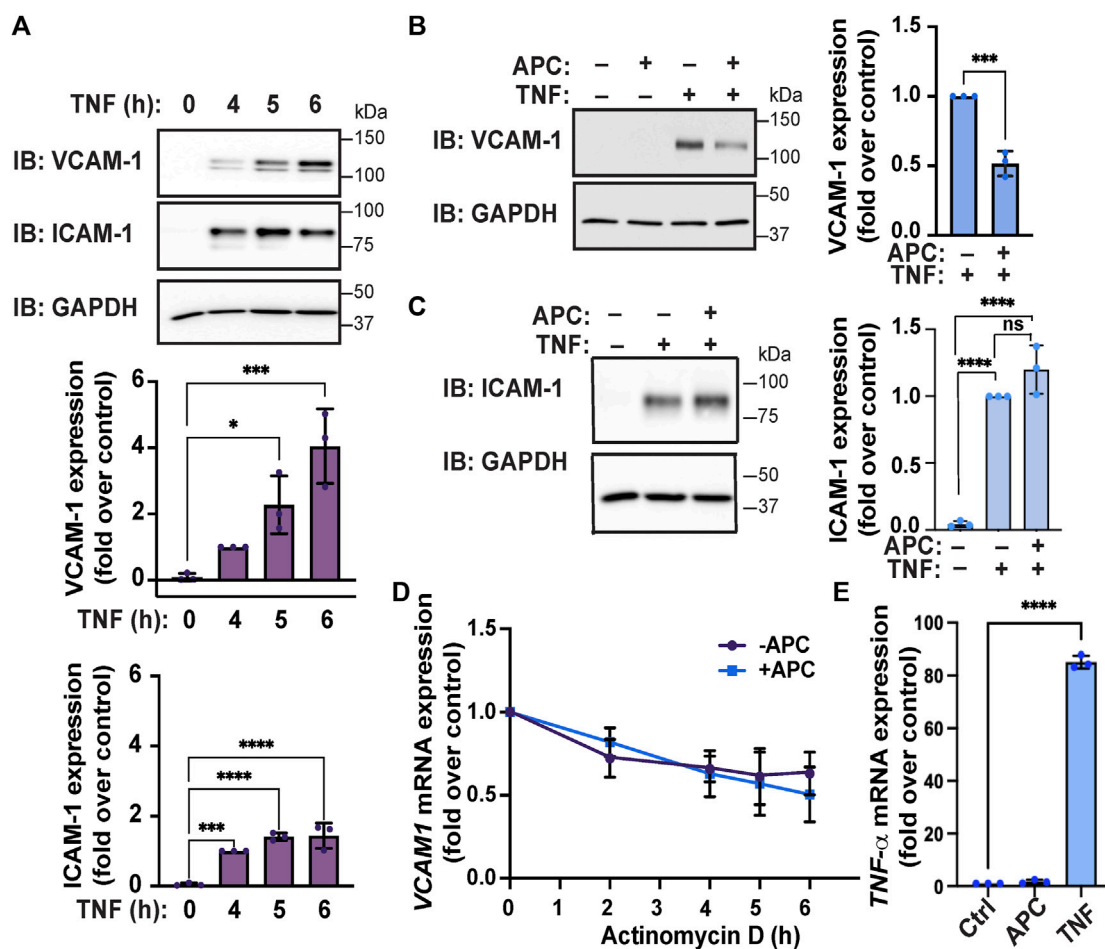 A
TNF (h): 0 4 5 6
kDa
IB: VCAM-1
150
100
IB: ICAM-1
100
75
IB: GAPDH
50
37
VCAM-1 expression
(fold over control)
6
4
2
0
***
*
TNF (h): 0 4 5 6
ICAM-1 expression
(fold over control)
6
4
2
0
****
****
***
TNF (h): 0 4 5 6
B
APC: – + – +
TNF: – – + +
kDa
IB: VCAM-1
150
100
IB: GAPDH
50
37
VCAM-1 expression
(fold over control)
1.5
1.0
0.5
0.0
***
APC: – +
TNF: + +
C
APC: – – +
TNF: – + +
kDa
IB: ICAM-1
100
75
IB: GAPDH
50
37
ICAM-1 expression
(fold over control)
1.5
1.0
0.5
0.0
****
ns
****
APC: – – +
TNF: – + +
D
VCAM1 mRNA expression
(fold over control)
1.5
1.0
0.5
0.0
-APC
+APC
0 1 2 3 4 5 6
Actinomycin D (h)
E
TNF-α mRNA expression
(fold over control)
100
80
60
40
20
0
****
Ctrl
APC
TNF